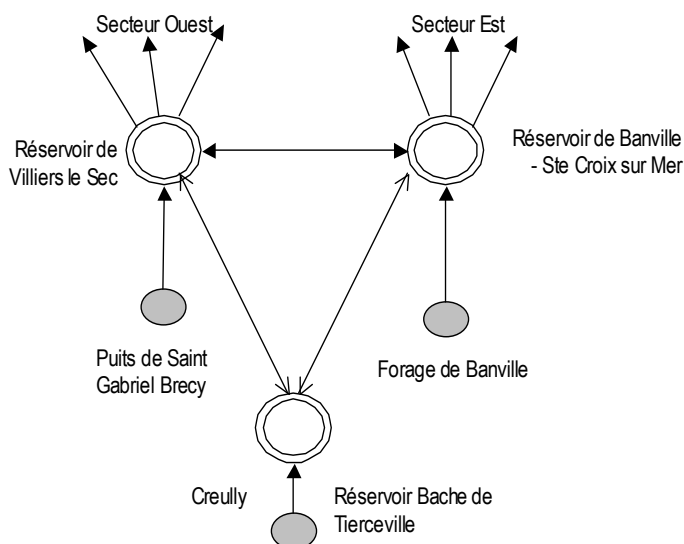 Secteur Ouest
Secteur Est
Réservoir de
Villiers le Sec
Réservoir de Banville
- Ste Croix sur Mer
Puits de Saint
Gabriel Brecy
Forage de Banville
Creully
Réservoir Bache de
Tierceville